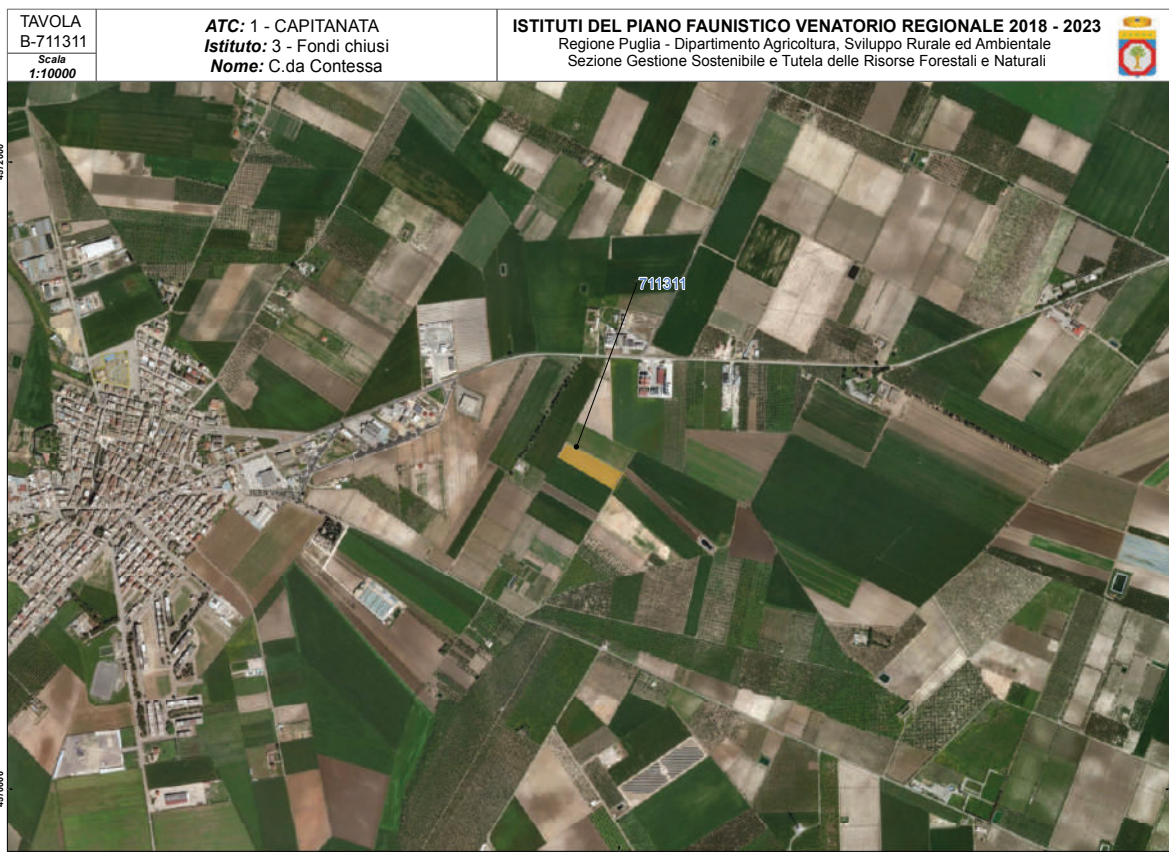 TAVOLA
B-711311
Scala
1:10000
ATC: 1 - CAPITANATA
Istituto: 3 - Fondi chiusi
Nome: C.da Contessa
ISTITUTI DEL PIANO FAUNISTICO VENATORIO REGIONALE 2018 - 2023
Regione Puglia - Dipartimento Agricoltura, Sviluppo Rurale ed Ambientale
Sezione Gestione Sostenibile e Tutela delle Risorse Forestali e Naturali
711311